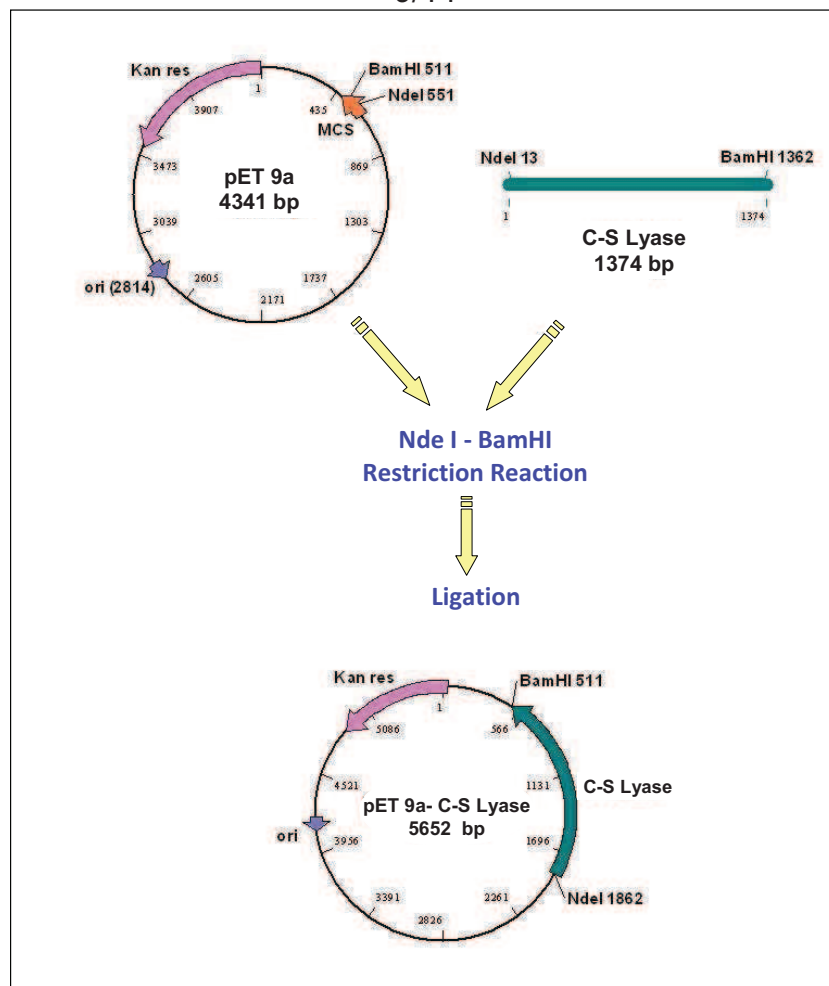 Kan res
1
BamHI 511
NdeI 551
3907
435
MCS
3473
869
pET 9a
4341 bp
3039
1303
ori (2814)
2605
1737
2171
NdeI 13
BamHI 1362
1
1374
C-S Lyase
1374 bp
Nde I - BamHI
Restriction Reaction
Ligation
Kan res
1
BamHI 511
5086
566
4521
1131
C-S Lyase
pET 9a- C-S Lyase
5652 bp
ori
3956
1696
NdeI 1862
3391
2261
2826